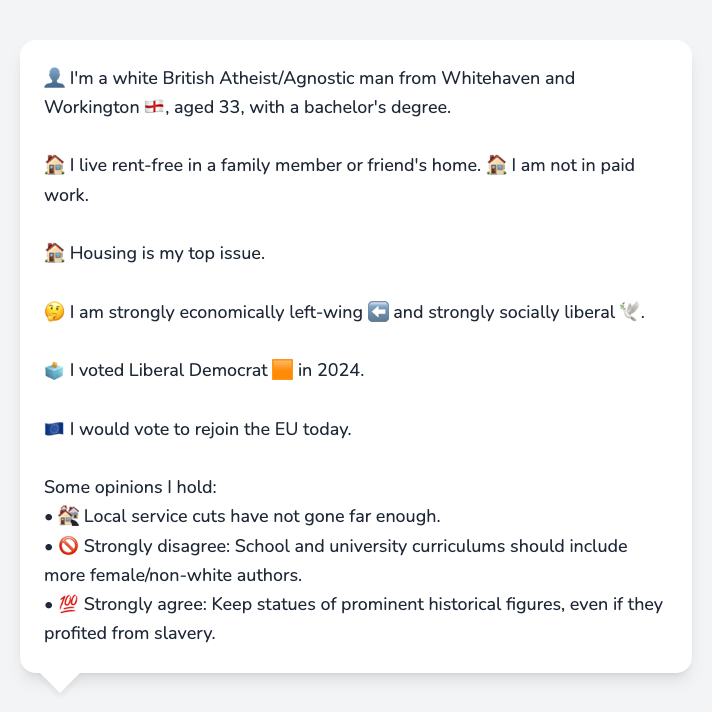 👤 I'm a white British Atheist/Agnostic man from Whitehaven and
Workington 🏴󠁧󠁢󠁥󠁮󠁧󠁿, aged 33, with a bachelor's degree.
🏠 I live rent-free in a family member or friend's home. 🏠 I am not in paid
work.
🏠 Housing is my top issue.
🤔 I am strongly economically left-wing ⬅️ and strongly socially liberal 🕊️.
🗳️ I voted Liberal Democrat 🟧 in 2024.
🇪🇺 I would vote to rejoin the EU today.
Some opinions I hold:
• 🏚️ Local service cuts have not gone far enough.
• 🚫 Strongly disagree: School and university curriculums should include
more female/non-white authors.
• 💯 Strongly agree: Keep statues of prominent historical figures, even if they
profited from slavery.